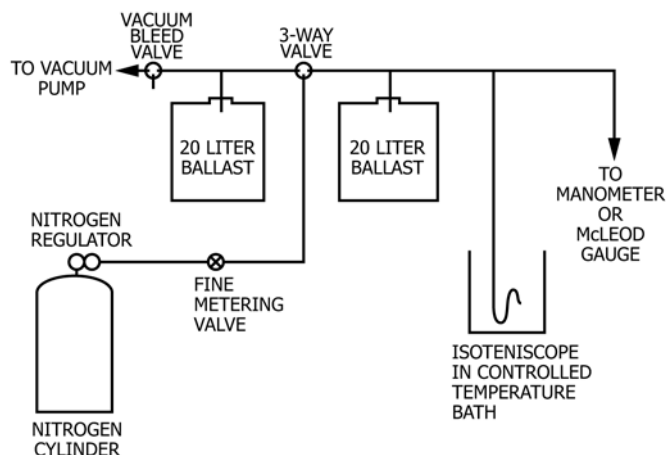 VACUUM
BLEED
VALVE
3-WAY
VALVE
TO VACUUM
PUMP
20 LITER
BALLAST
20 LITER
BALLAST
TO
MANOMETER
OR
McLEOD
GAUGE
NITROGEN
REGULATOR
FINE
METERING
VALVE
ISOTENISCOPE
IN CONTROLLED
TEMPERATURE
BATH
NITROGEN
CYLINDER